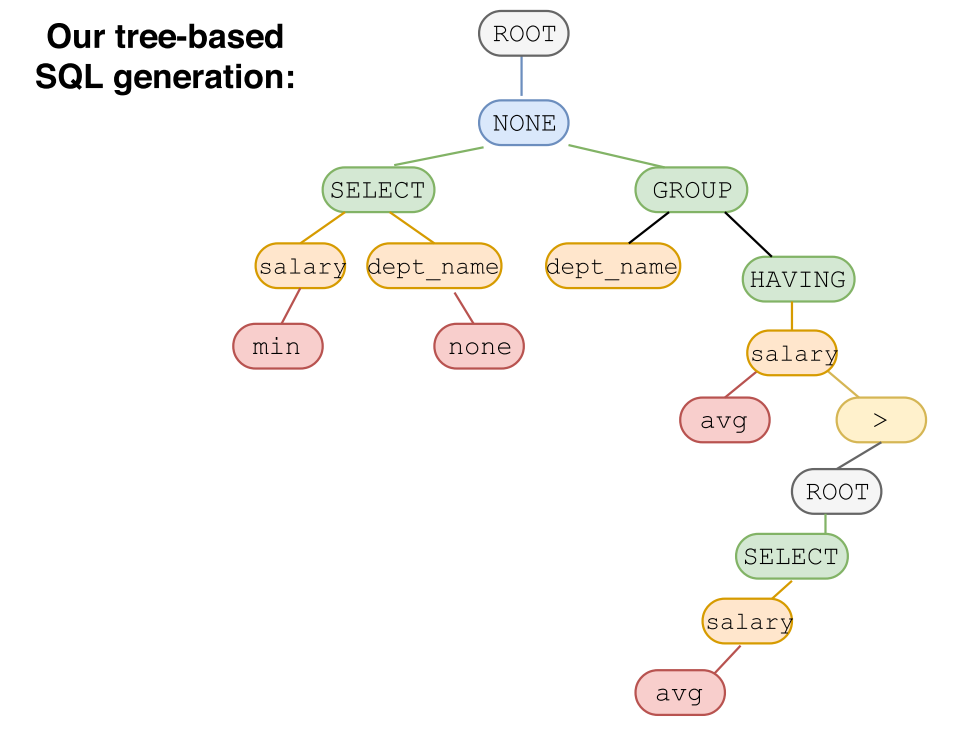 Our tree-based
SQL generation:
ROOT
NONE
SELECT
GROUP
salary
dept_name
dept_name
HAVING
min
none
salary
avg
>
ROOT
SELECT
salary
avg